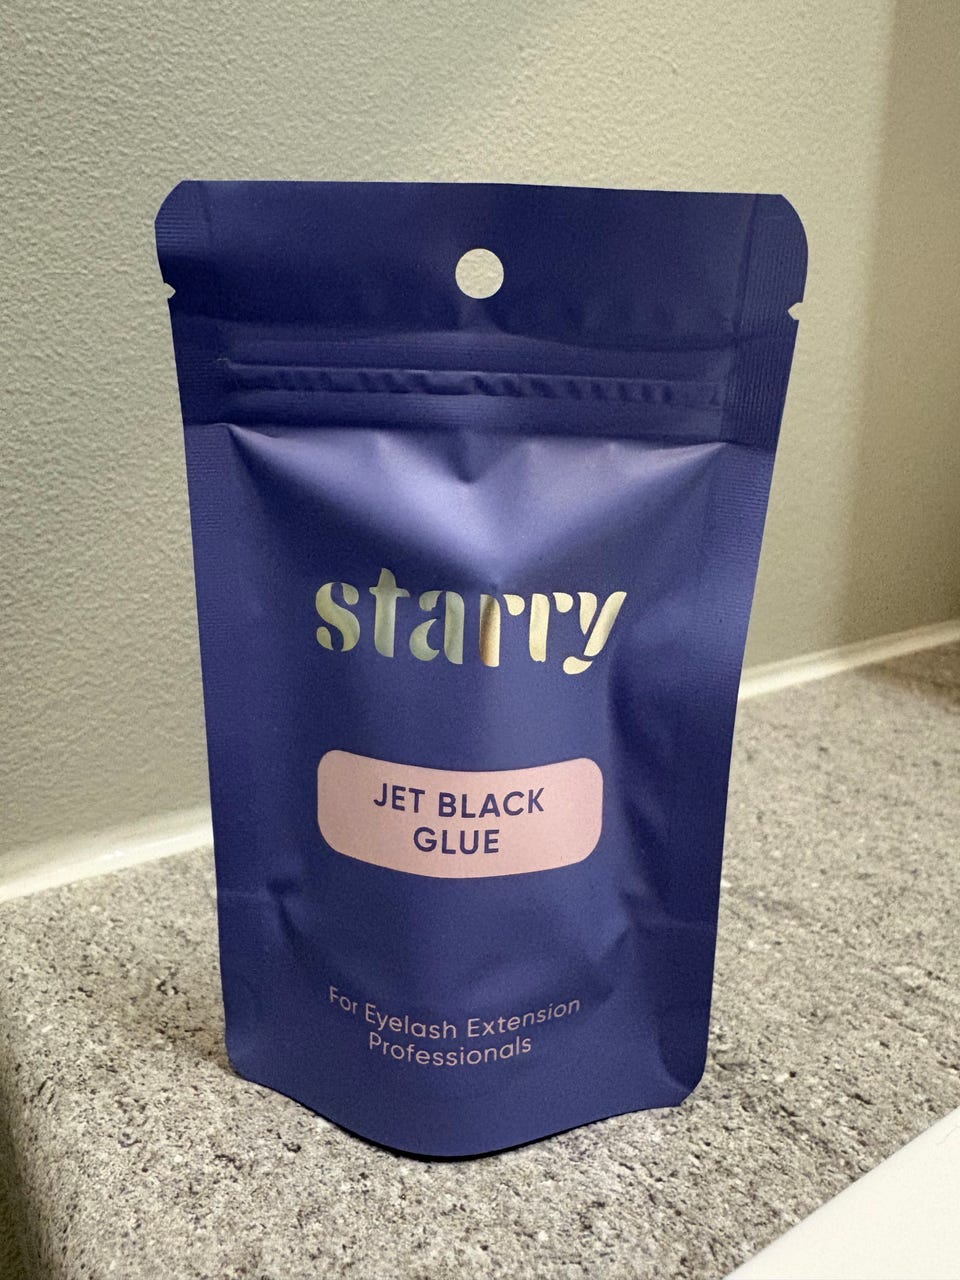 starry
JET BLACK
GLUE
For Eyelash Extension
Professionals